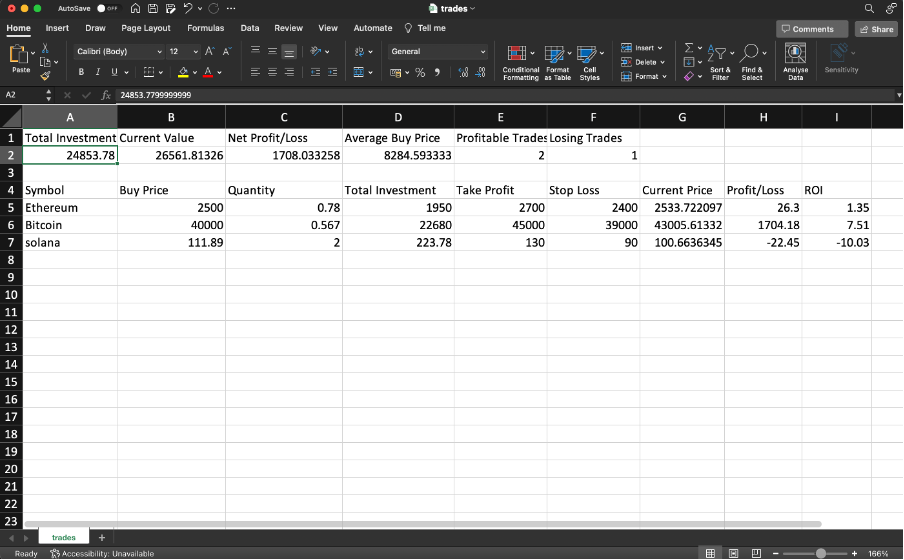 AutoSave OFF ... trades
Home Insert Draw Page Layout Formulas Data Review View Automate Tell me Comments Share
Paste Calibri (Body) 12 A A General Insert Delete Format Conditional Formatting Format as Table Cell Styles Sort & Filter Find & Select Analyse Data Sensitivity
B I U A % 
A2 fx 24853.7799999999
A B C D E F G H I
1 Total Investment Current Value Net Profit/Loss Average Buy Price Profitable Trades Losing Trades
2 24853.78 26561.81326 1708.033258 8284.593333 2 1
3
4 Symbol Buy Price Quantity Total Investment Take Profit Stop Loss Current Price Profit/Loss ROI
5 Ethereum 2500 0.78 1950 2700 2400 2533.722097 26.3 1.35
6 Bitcoin 40000 0.567 22680 45000 39000 43005.61332 1704.18 7.51
7 solana 111.89 2 223.78 130 90 100.6636345 -22.45 -10.03
8
9
10
11
12
13
14
15
16
17
18
19
20
21
22
23
trades +
Ready Accessibility: Unavailable - + 166%